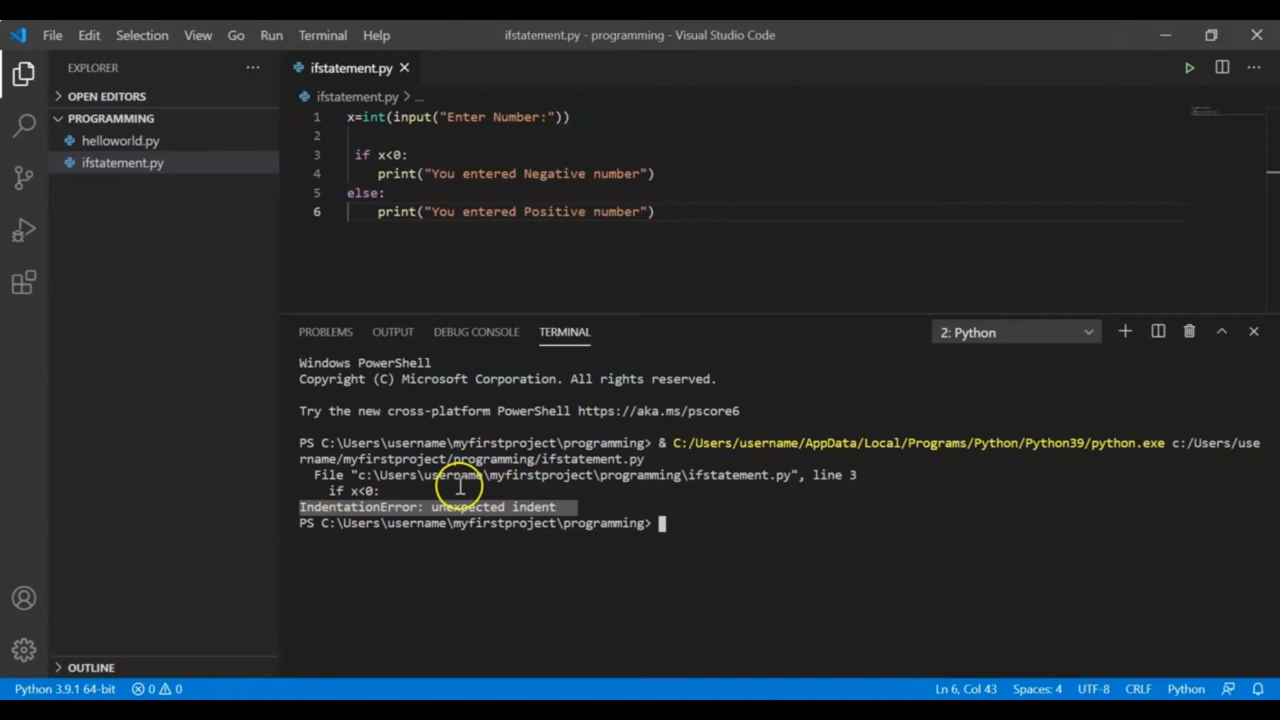 File Edit Selection View Go Run Terminal Help ifstatement.py - programming - Visual Studio Code
EXPLORER
OPEN EDITORS
PROGRAMMING
helloworld.py
ifstatement.py
OUTLINE
ifstatement.py
ifstatement.py > ...
1 x=int(input("Enter Number:"))
2
3  if x<0:
4     print("You entered Negative number")
5 else:
6     print("You entered Positive number")
PROBLEMS OUTPUT DEBUG CONSOLE TERMINAL 2: Python
Windows PowerShell
Copyright (C) Microsoft Corporation. All rights reserved.
Try the new cross-platform PowerShell https://aka.ms/pscore6
PS C:\Users\username\myfirstproject\programming> & C:/Users/username/AppData/Local/Programs/Python/Python39/python.exe c:/Users/use
rname/myfirstproject/programming/ifstatement.py
  File "c:\Users\username\myfirstproject\programming\ifstatement.py", line 3
    if x<0:
IndentationError: unexpected indent
PS C:\Users\username\myfirstproject\programming>
Python 3.9.1 64-bit 0 0 Ln 6, Col 43 Spaces: 4 UTF-8 CRLF Python